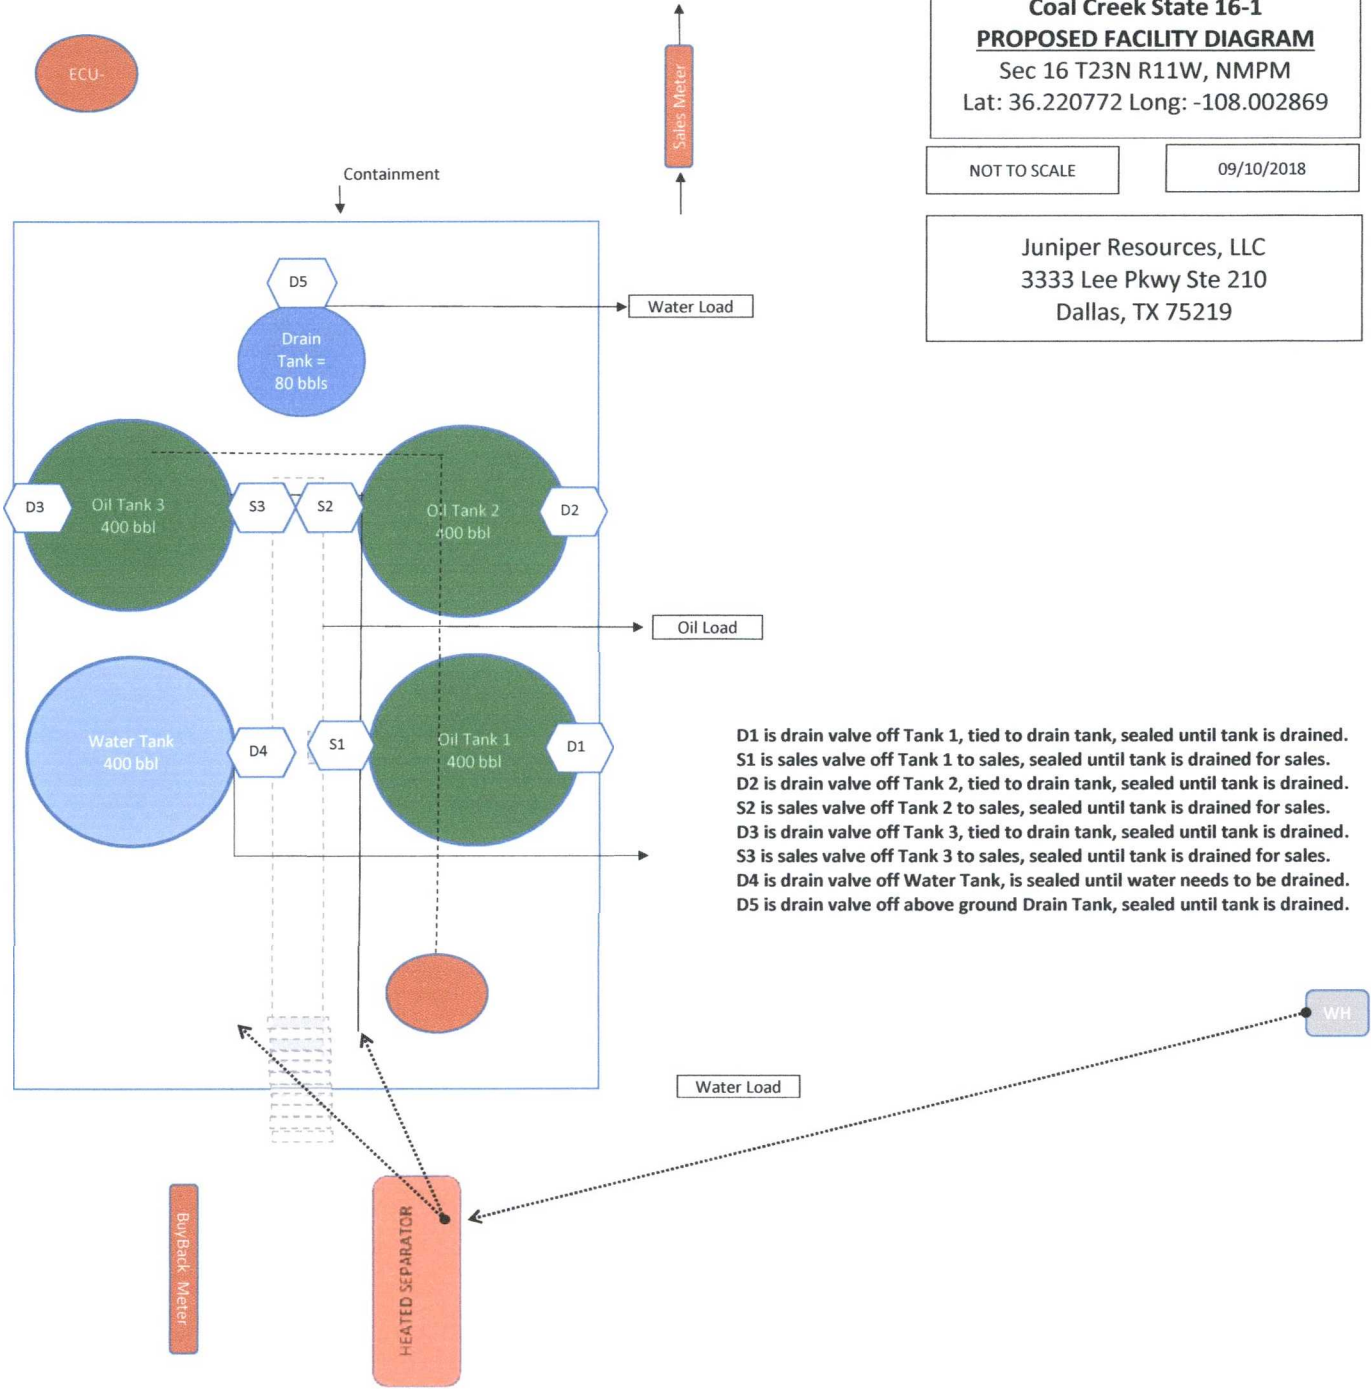 Coal Creek State 16-1
PROPOSED FACILITY DIAGRAM
Sec 16 T23N R11W, NMPM
Lat: 36.220772 Long: -108.002869
NOT TO SCALE
09/10/2018
Juniper Resources, LLC
3333 Lee Pkwy Ste 210
Dallas, TX 75219
ECU-
Sales Meter
Containment
D5
Water Load
Drain
Tank =
80 bbls
D3
Oil Tank 3
400 bbl
S3
S2
Oil Tank 2
400 bbl
D2
Oil Load
Water Tank
400 bbl
D4
S1
Oil Tank 1
400 bbl
D1
D1 is drain valve off Tank 1, tied to drain tank, sealed until tank is drained.
S1 is sales valve off Tank 1 to sales, sealed until tank is drained for sales.
D2 is drain valve off Tank 2, tied to drain tank, sealed until tank is drained.
S2 is sales valve off Tank 2 to sales, sealed until tank is drained for sales.
D3 is drain valve off Tank 3, tied to drain tank, sealed until tank is drained.
S3 is sales valve off Tank 3 to sales, sealed until tank is drained for sales.
D4 is drain valve off Water Tank, is sealed until water needs to be drained.
D5 is drain valve off above ground Drain Tank, sealed until tank is drained.
WH
Water Load
BuyBack Meter
HEATED SEPARATOR